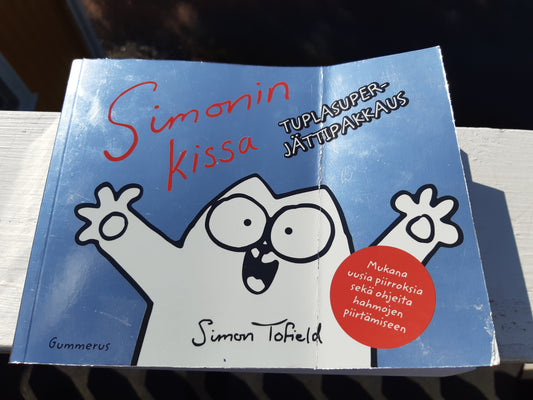 Simonin
kissa
TUPLASUPER-
JÄTTIPAKKAUS
Mukana
uusia piirroksia
sekä ohjeita
hahmojen
piirtämiseen
Simon Tofield
Gummerus